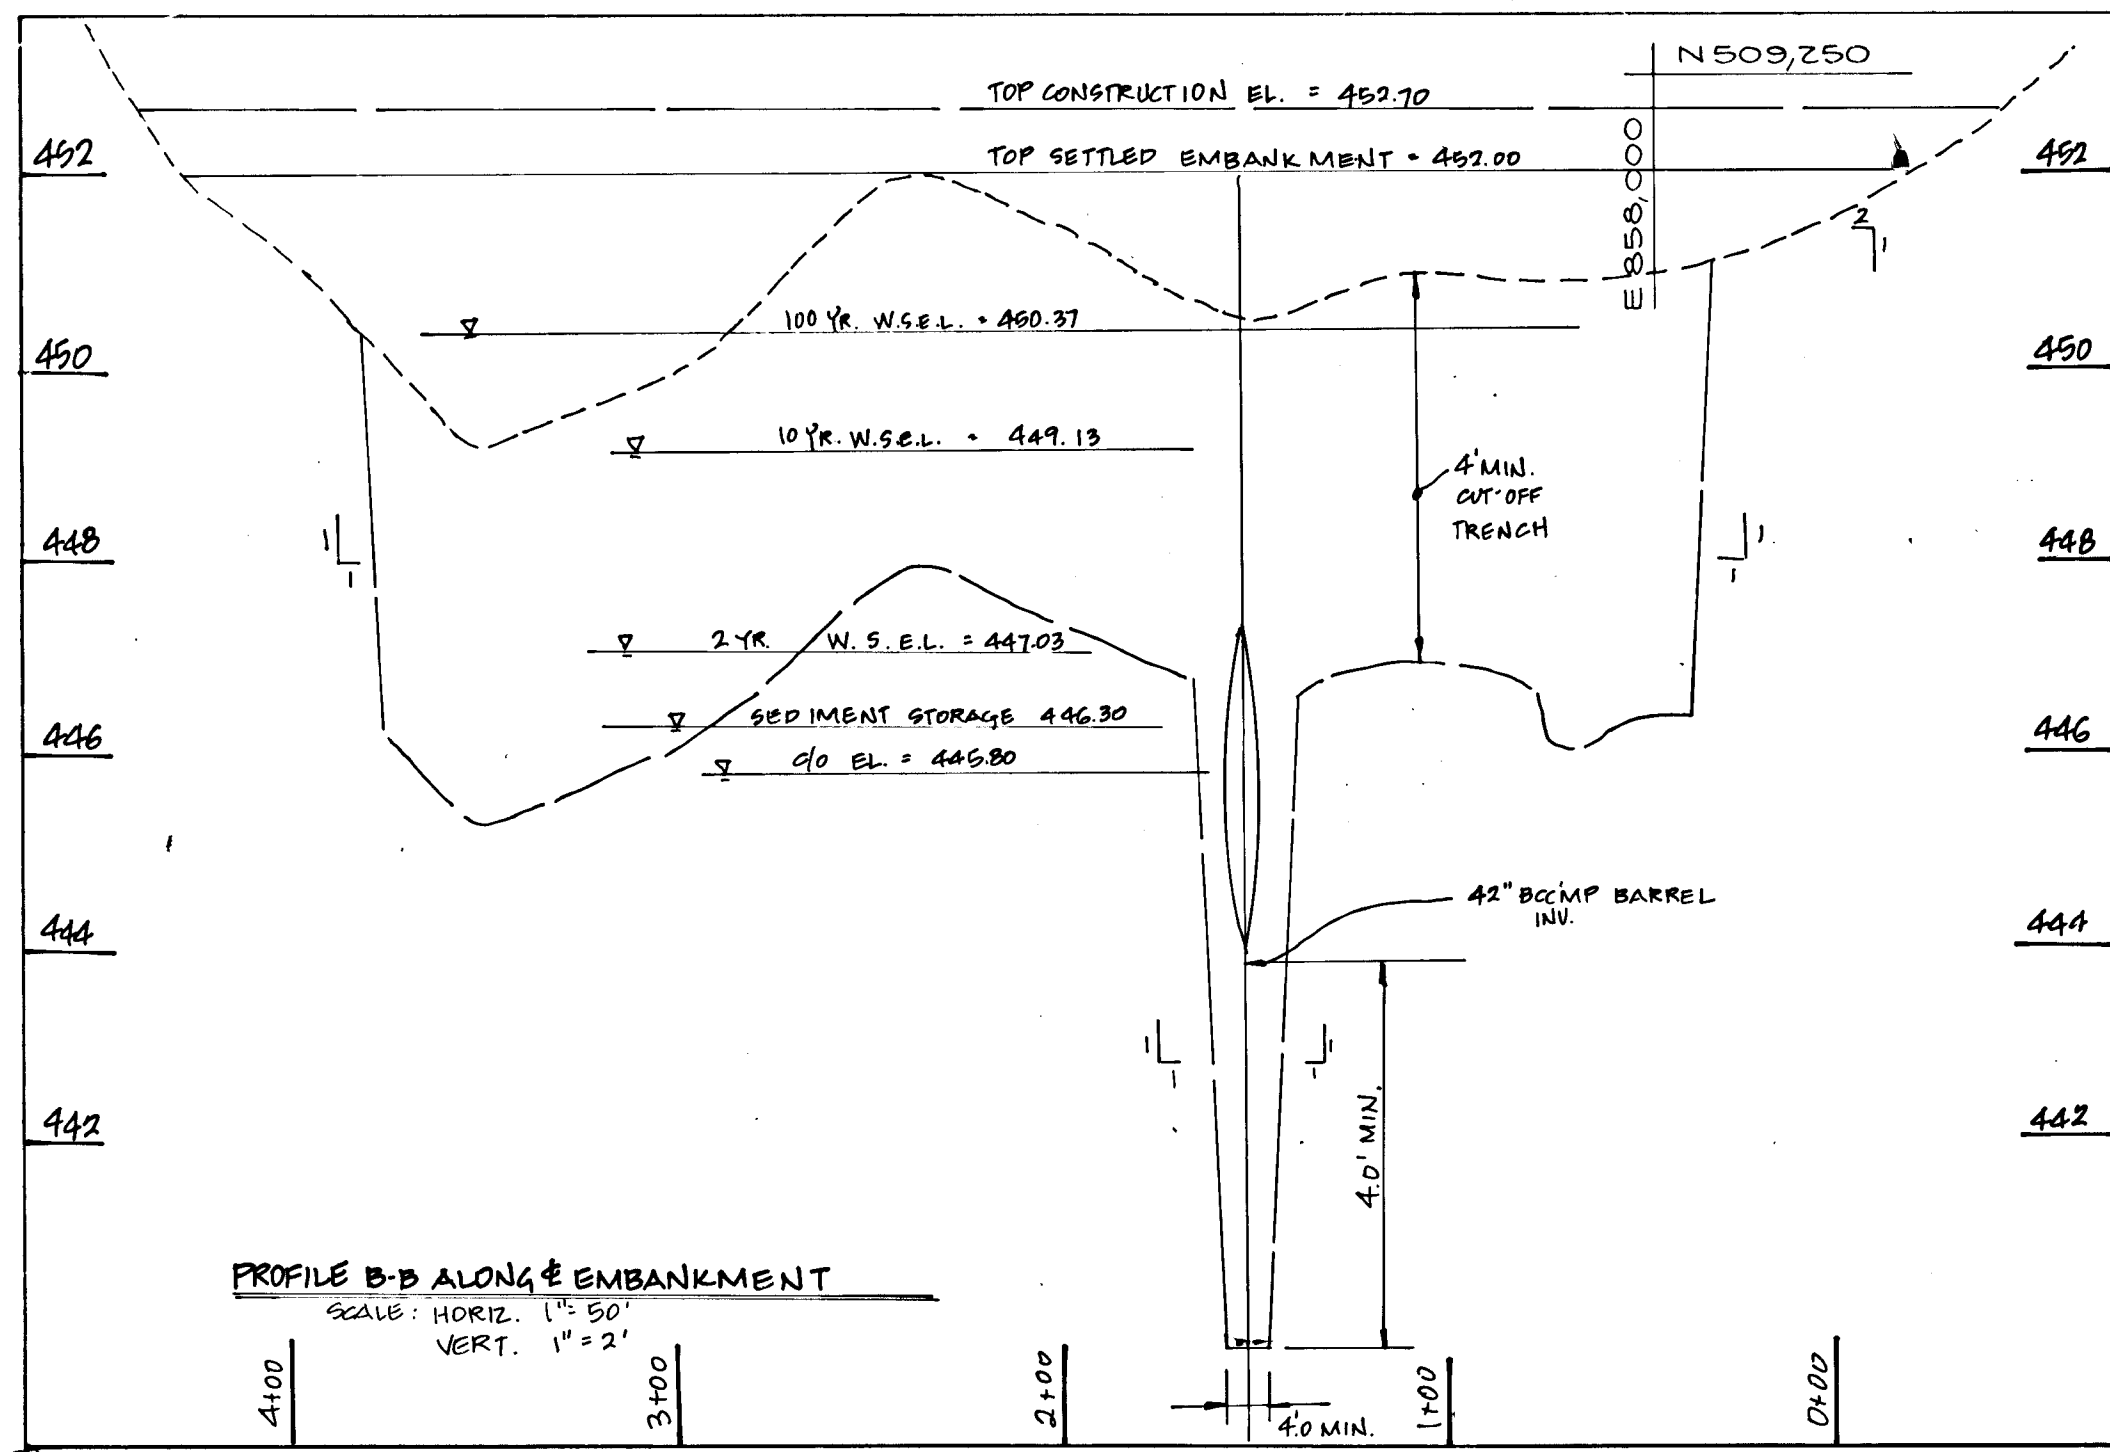 N 509,250
TOP CONSTRUCTION EL. = 452.70
E 858,000
452
TOP SETTLED EMBANKMENT = 452.00
452
2
1
100 YR. W.S.E.L. = 450.37
450
450
10 YR. W.S.E.L. = 449.13
4' MIN.
CUT-OFF
TRENCH
448
1
1
1
1
448
2 YR. W.S.E.L. = 447.03
SEDIMENT STORAGE 446.30
446
446
C/O EL. = 445.80
42" BCCMP BARREL
INV.
444
444
1
1
1
1
4.0' MIN.
442
442
PROFILE B-B ALONG ℄ EMBANKMENT
SCALE: HORIZ. 1" = 50'
VERT. 1" = 2'
4+00
3+00
2+00
1+00
0+00
4.0 MIN.